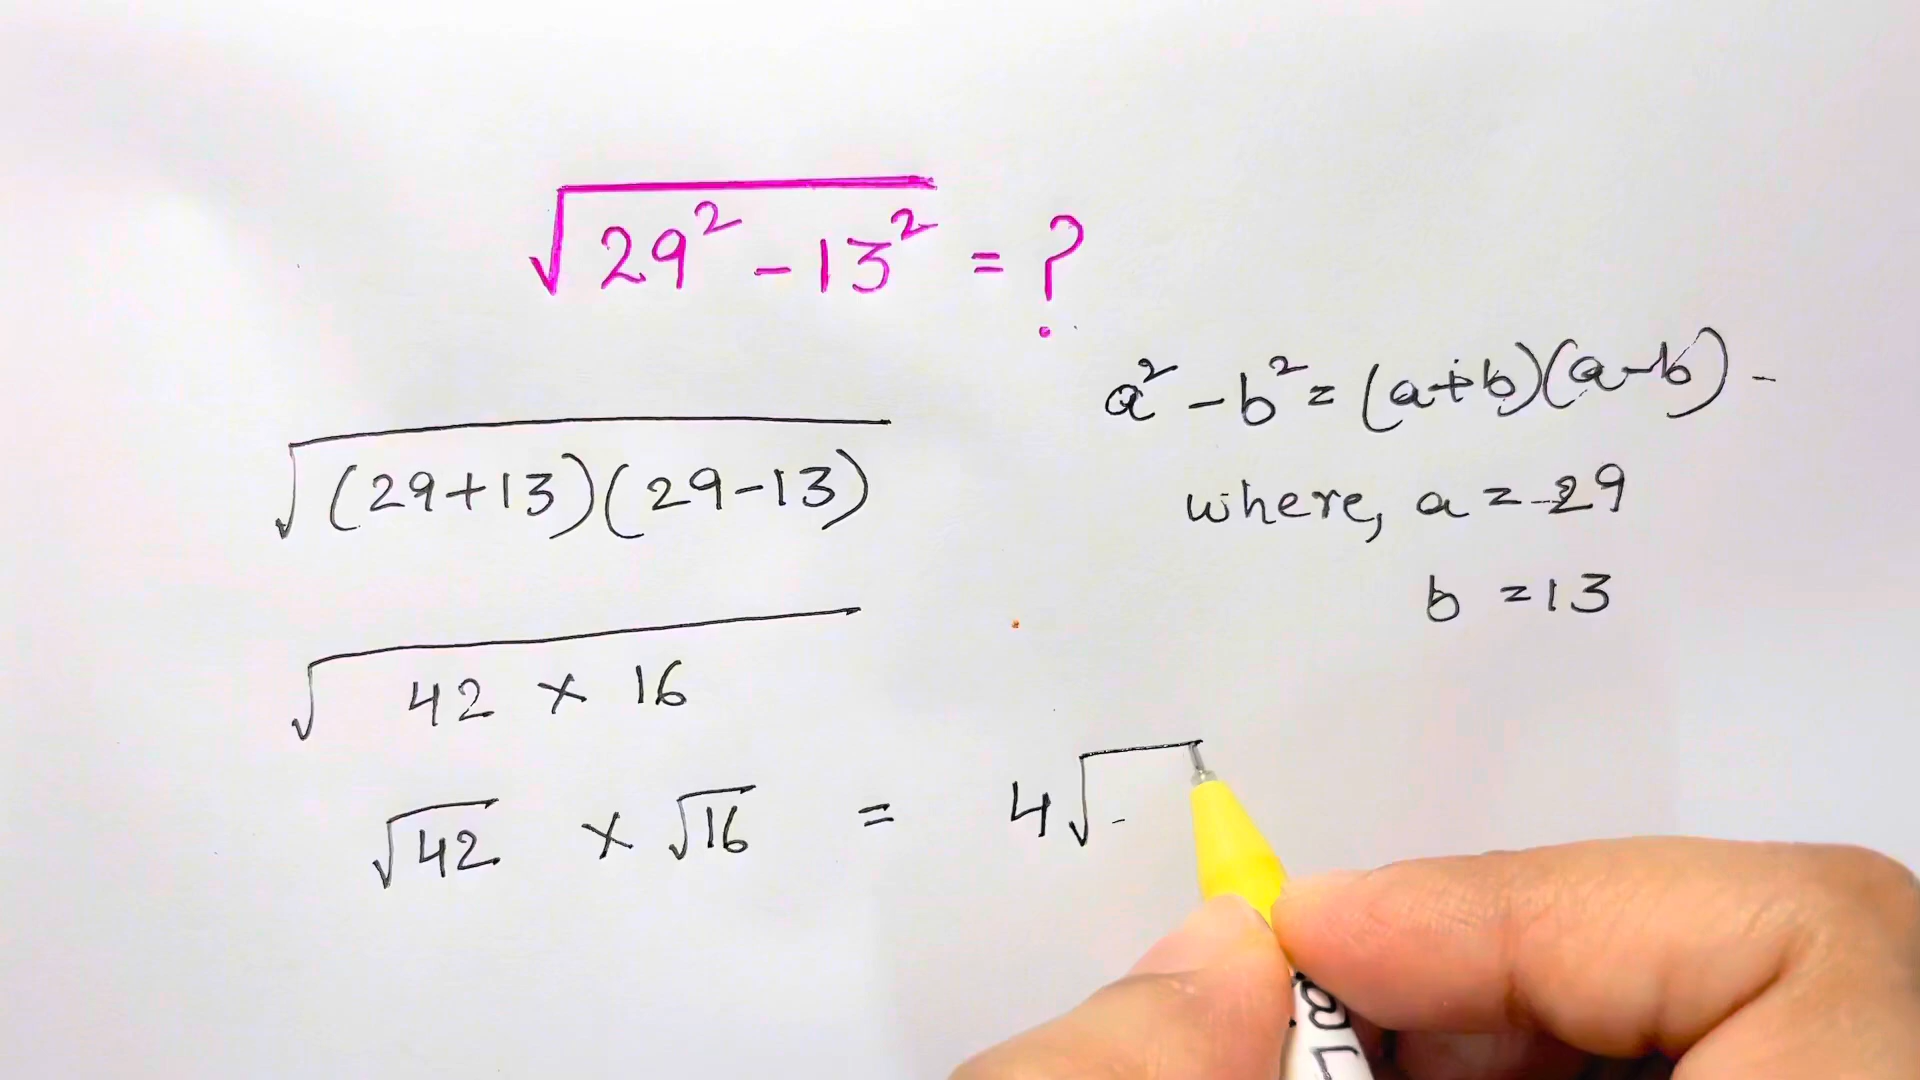 √29² - 13² = ?
a² - b² = (a+b)(a-b) -
√(29+13)(29-13)
where, a = 29
b = 13
√42 × 16
√42 × √16 = 4√